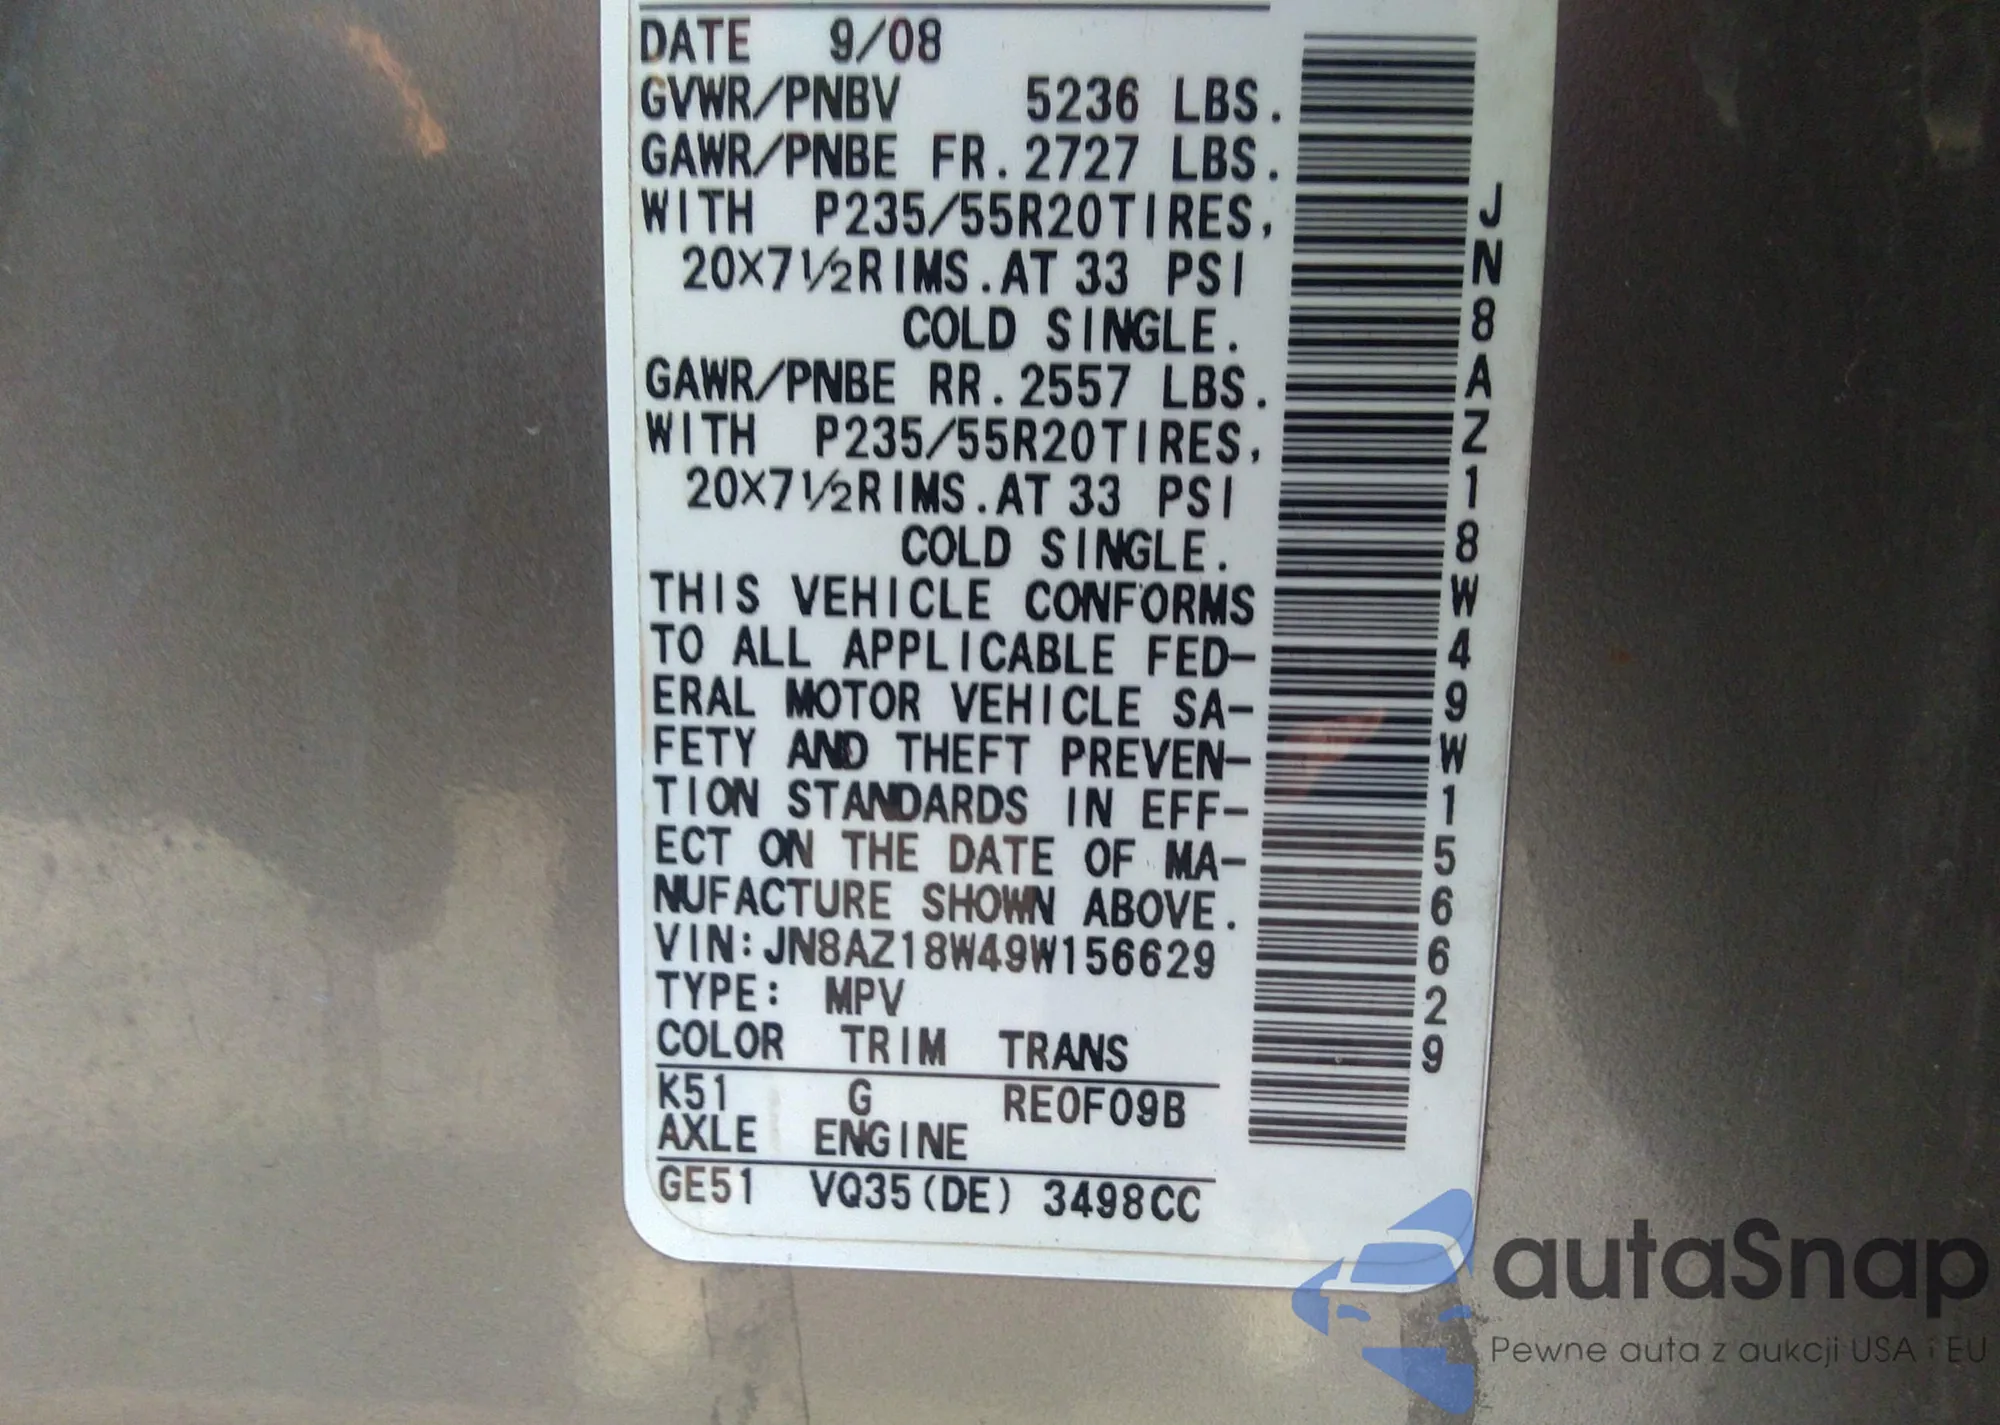 DATE 9/08
GVWR/PNBV 5236 LBS.
GAWR/PNBE FR. 2727 LBS.
WITH P235/55R20TIRES,
20X7½RIMS.AT 33 PSI
COLD SINGLE.
GAWR/PNBE RR. 2557 LBS.
WITH P235/55R20TIRES,
20X7½RIMS.AT 33 PSI
COLD SINGLE.
THIS VEHICLE CONFORMS
TO ALL APPLICABLE FED-
ERAL MOTOR VEHICLE SA-
FETY AND THEFT PREVEN-
TION STANDARDS IN EFF-
ECT ON THE DATE OF MA-
NUFACTURE SHOWN ABOVE.
VIN:JN8AZ18W49W156629
TYPE: MPV
COLOR TRIM TRANS
K51 G RE0F09B
AXLE ENGINE
GE51 VQ35(DE) 3498CC
JN8AZ18W49W156629
autaSnap
Pewne auta z aukcji USA i EU